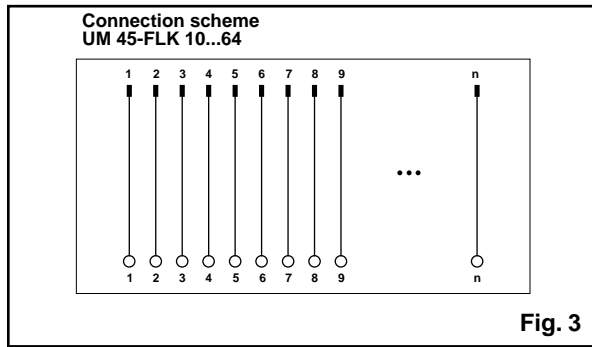 Connection scheme
UM 45-FLK 10...64
1 2 3 4 5 6 7 8 9 n
...
1 2 3 4 5 6 7 8 9 n
Fig. 3